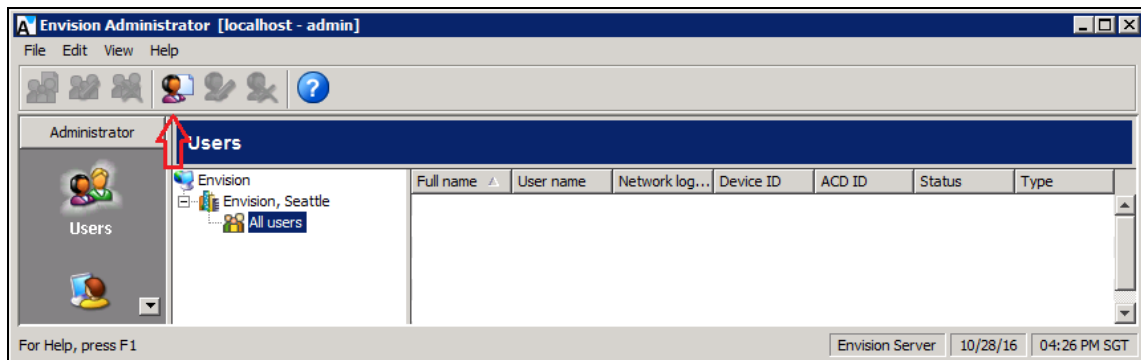 Envision Administrator [localhost - admin]
File Edit View Help
?
Administrator
Users
Users
Envision
Envision, Seattle
All users
Full name User name Network log... Device ID ACD ID Status Type
For Help, press F1
Envision Server 10/28/16 04:26 PM SGT